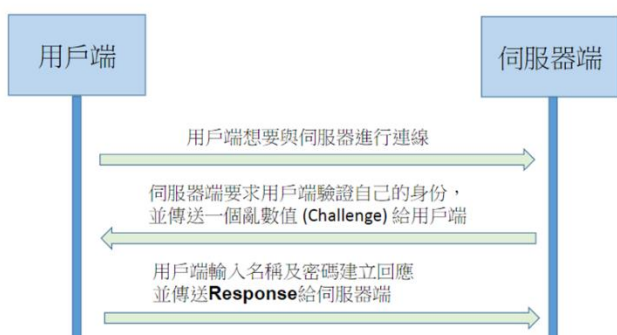 用戶端
伺服器端
用戶端想要與伺服器進行連線
伺服器端要求用戶端驗證自己的身份，
並傳送一個亂數值 (Challenge) 給用戶端
用戶端輸入名稱及密碼建立回應
並傳送Response給伺服器端